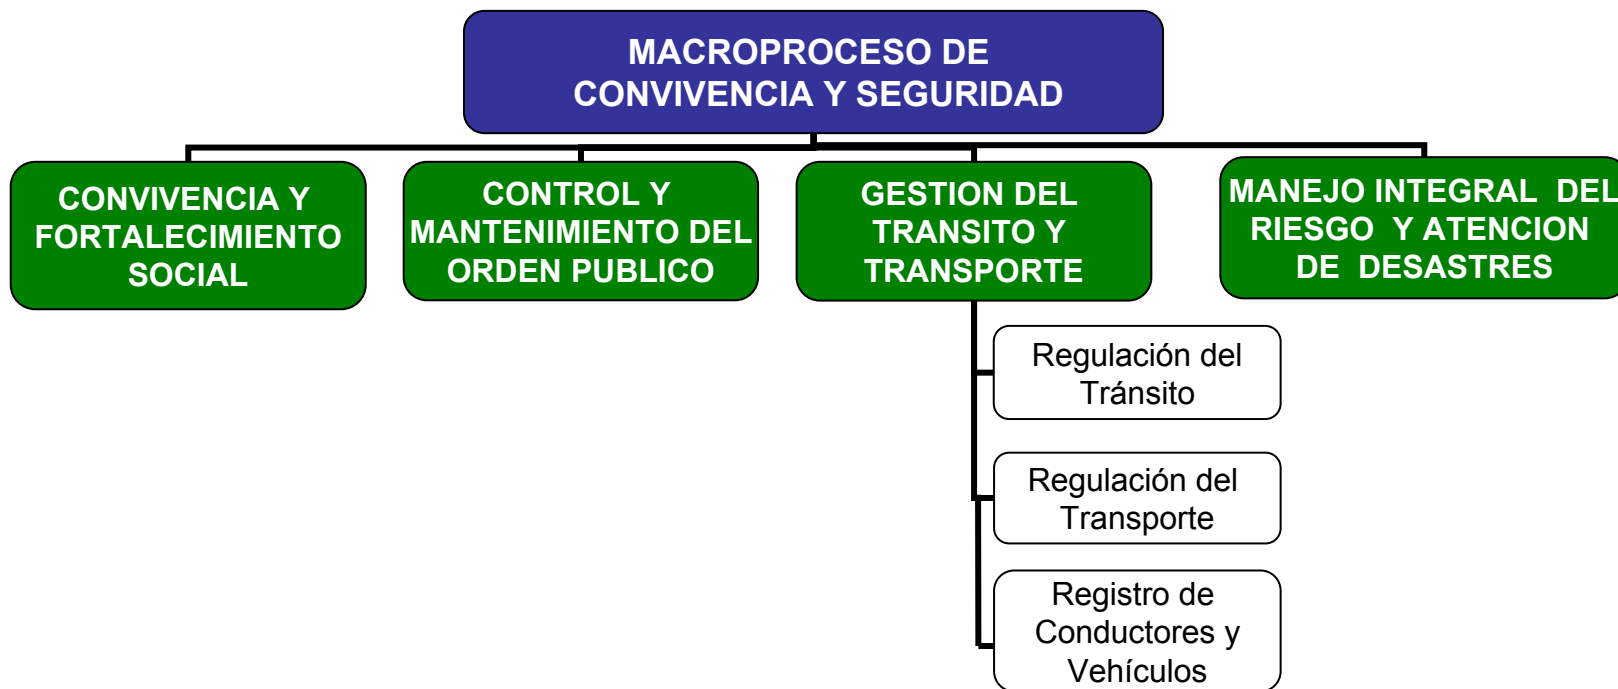 MACROPROCESO DE
CONVIVENCIA Y SEGURIDAD
CONVIVENCIA Y
FORTALECIMIENTO
SOCIAL
CONTROL Y
MANTENIMIENTO DEL
ORDEN PUBLICO
GESTION DEL
TRANSITO Y
TRANSPORTE
MANEJO INTEGRAL DEL
RIESGO Y ATENCION
DE DESASTRES
Regulación del
Tránsito
Regulación del
Transporte
Registro de
Conductores y
Vehículos